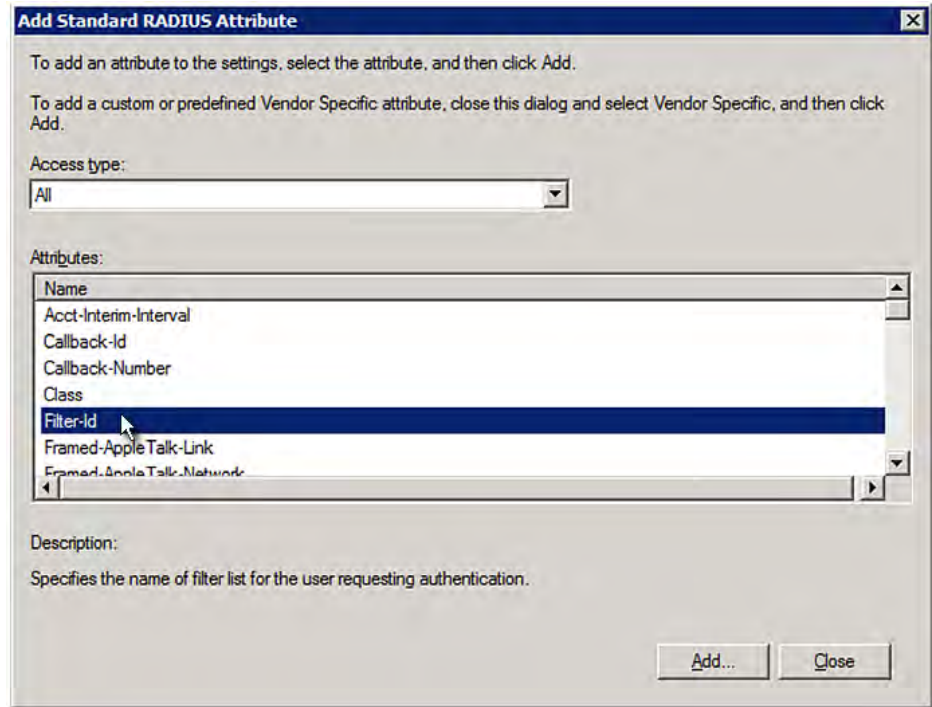 Add Standard RADIUS Attribute
To add an attribute to the settings, select the attribute, and then click Add.
To add a custom or predefined Vendor Specific attribute, close this dialog and select Vendor Specific, and then click
Add.
Access type:
All
Attributes:
Name
Acct-Interim-Interval
Callback-Id
Callback-Number
Class
Filter-Id
Framed-AppleTalk-Link
Framed-AppleTalk-Network
Description:
Specifies the name of filter list for the user requesting authentication.
Add... Close